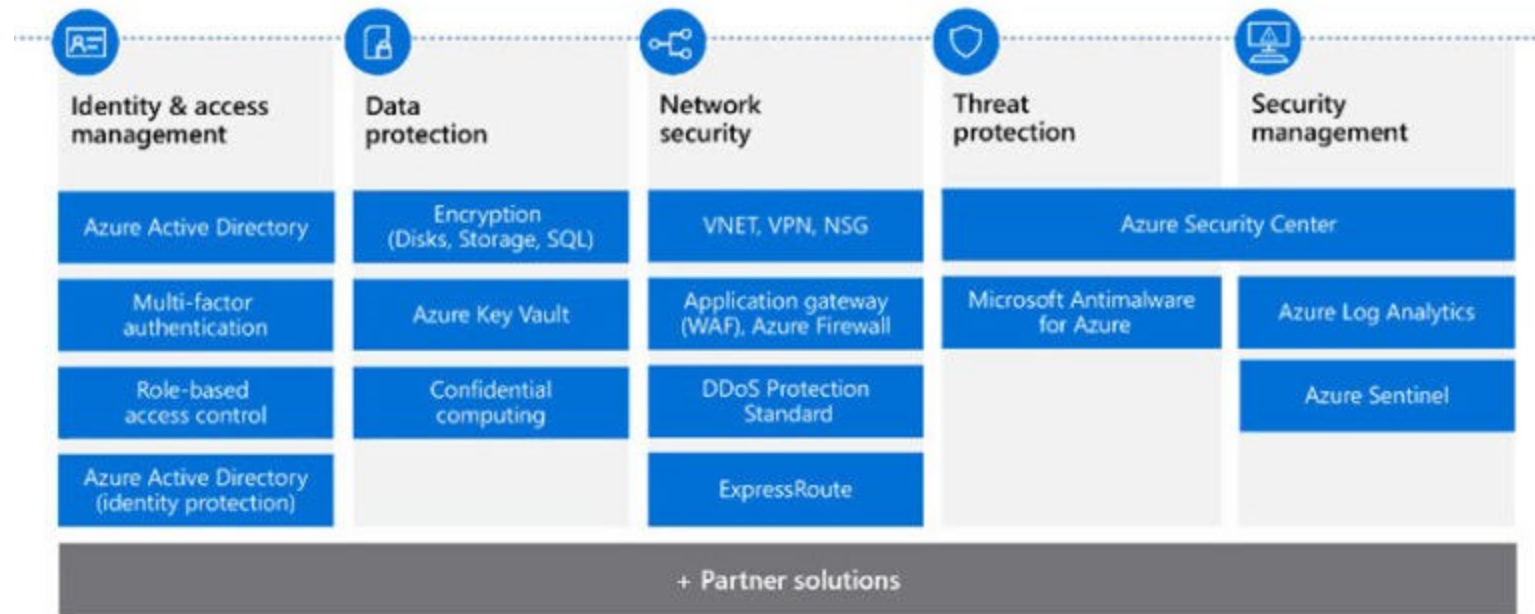 Identity & access
management
Data
protection
Network
security
Threat
protection
Security
management
Azure Active Directory
Encryption
(Disks, Storage, SQL)
VNET, VPN, NSG
Azure Security Center
Multi-factor
authentication
Azure Key Vault
Application gateway
(WAF), Azure Firewall
Microsoft Antimalware
for Azure
Azure Log Analytics
Role-based
access control
Confidential
computing
DDoS Protection
Standard
Azure Sentinel
Azure Active Directory
(identity protection)
ExpressRoute
+ Partner solutions